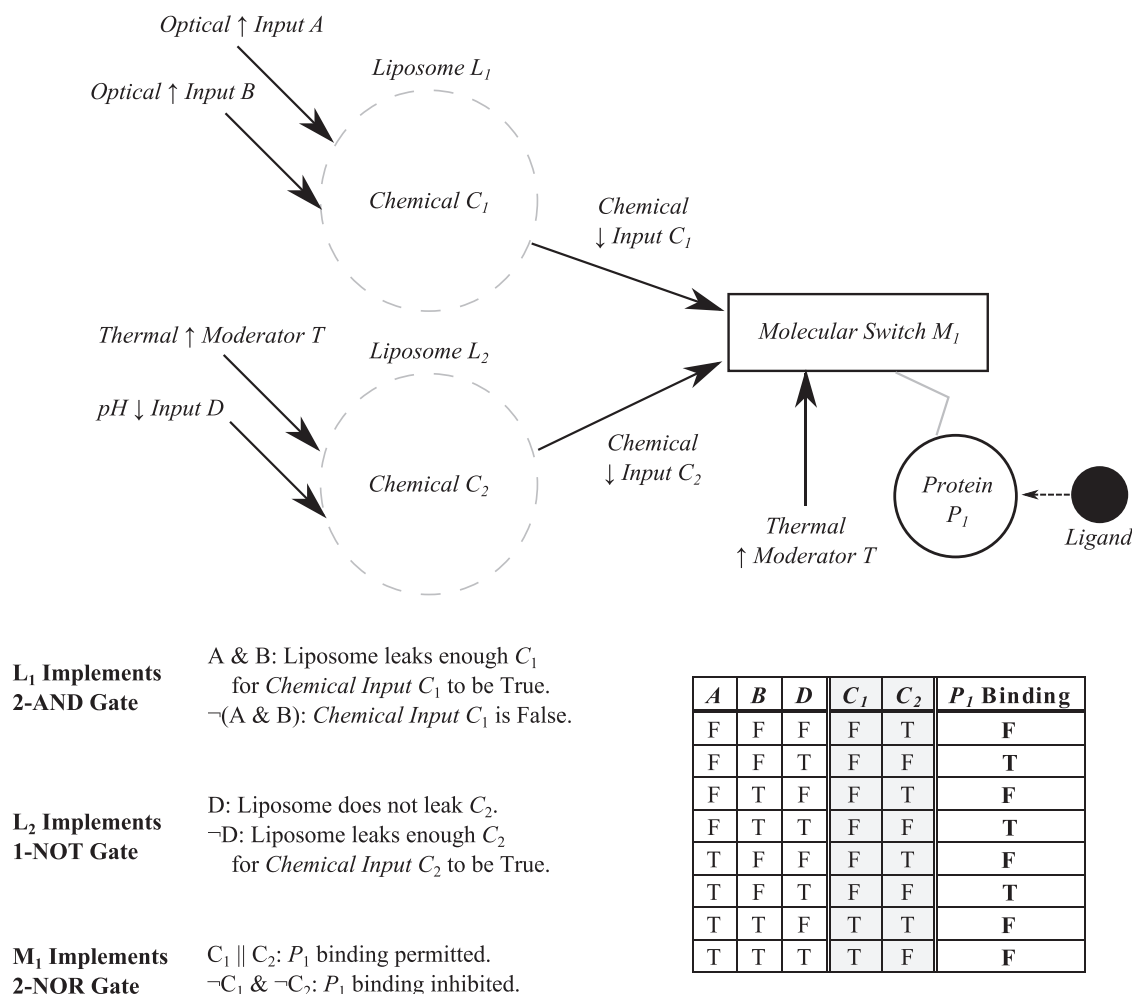 Optical ↑ Input A
Liposome L₁
Optical ↑ Input B
Chemical C₁
Chemical
↓ Input C₁
Thermal ↑ Moderator T
Liposome L₂
Molecular Switch M₁
pH ↓ Input D
Chemical C₂
Chemical
↓ Input C₂
Protein
P₁
Thermal
↑ Moderator T
Ligand
L₁ Implements
2-AND Gate
A & B: Liposome leaks enough C₁
for Chemical Input C₁ to be True.
¬(A & B): Chemical Input C₁ is False.
L₂ Implements
1-NOT Gate
D: Liposome does not leak C₂.
¬D: Liposome leaks enough C₂
for Chemical Input C₂ to be True.
M₁ Implements
2-NOR Gate
C₁ || C₂: P₁ binding permitted.
¬C₁ & ¬C₂: P₁ binding inhibited.
A B D C₁ C₂ P₁ Binding
F F F F T F
F F T F F T
F T F F T F
F T T F F T
T F F F T F
T F T F F T
T T F T T F
T T T T F F